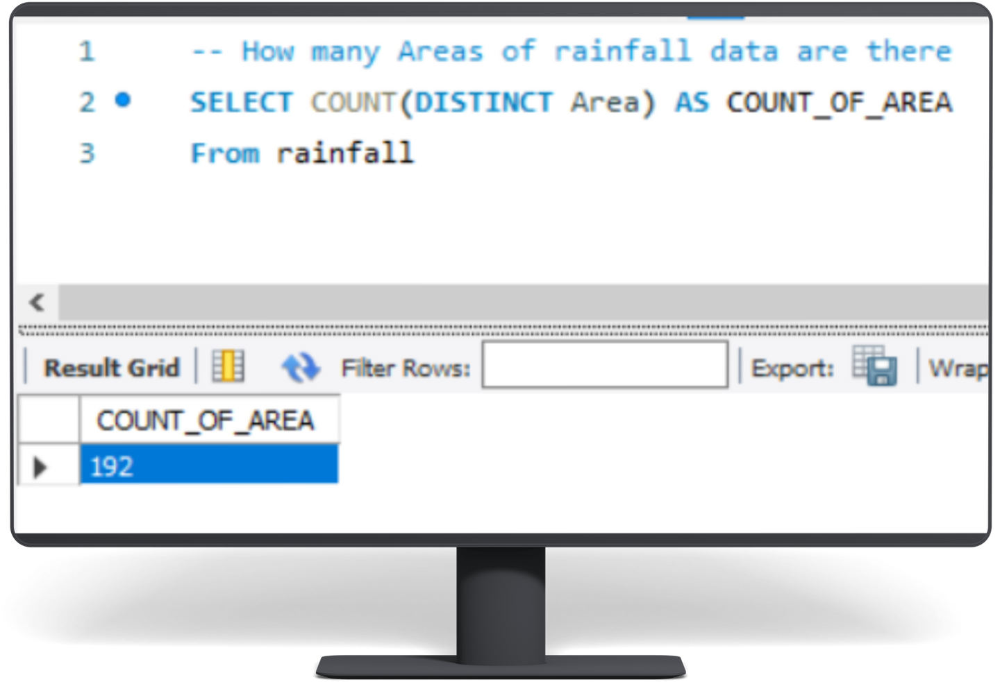 1 -- How many Areas of rainfall data are there
2 SELECT COUNT(DISTINCT Area) AS COUNT_OF_AREA
3 From rainfall
Result Grid Filter Rows: Export: Wrap
COUNT_OF_AREA
192